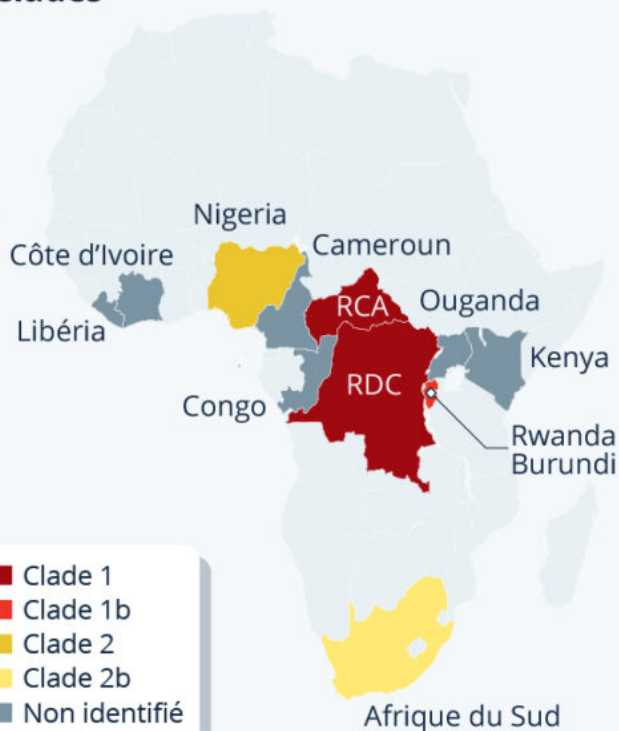 Nigeria
Côte d'Ivoire
Cameroun
Libéria
RCA
Ouganda
Kenya
RDC
Congo
Rwanda
Burundi
Clade 1
Clade 1b
Clade 2
Clade 2b
Non identifié
Afrique du Sud